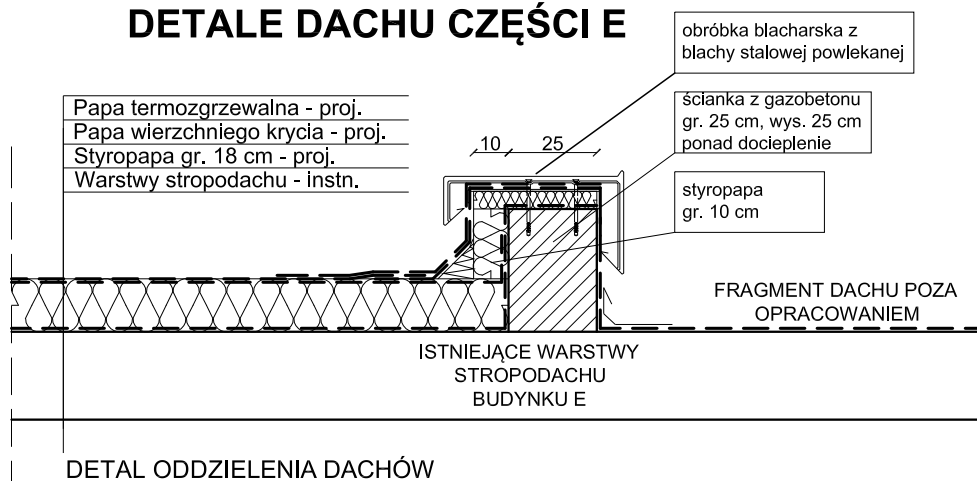 DETALE DACHU CZĘŚCI E
obróbka blacharska z
blachy stalowej powlekanej
Papa termozgrzewalna - proj.
Papa wierzchniego krycia - proj.
Styropapa gr. 18 cm - proj.
Warstwy stropodachu - instn.
ścianka z gazobetonu
gr. 25 cm, wys. 25 cm
ponad docieplenie
10 25
styropapa
gr. 10 cm
FRAGMENT DACHU POZA
OPRACOWANIEM
ISTNIEJĄCE WARSTWY
STROPODACHU
BUDYNKU E
DETAL ODDZIELENIA DACHÓW